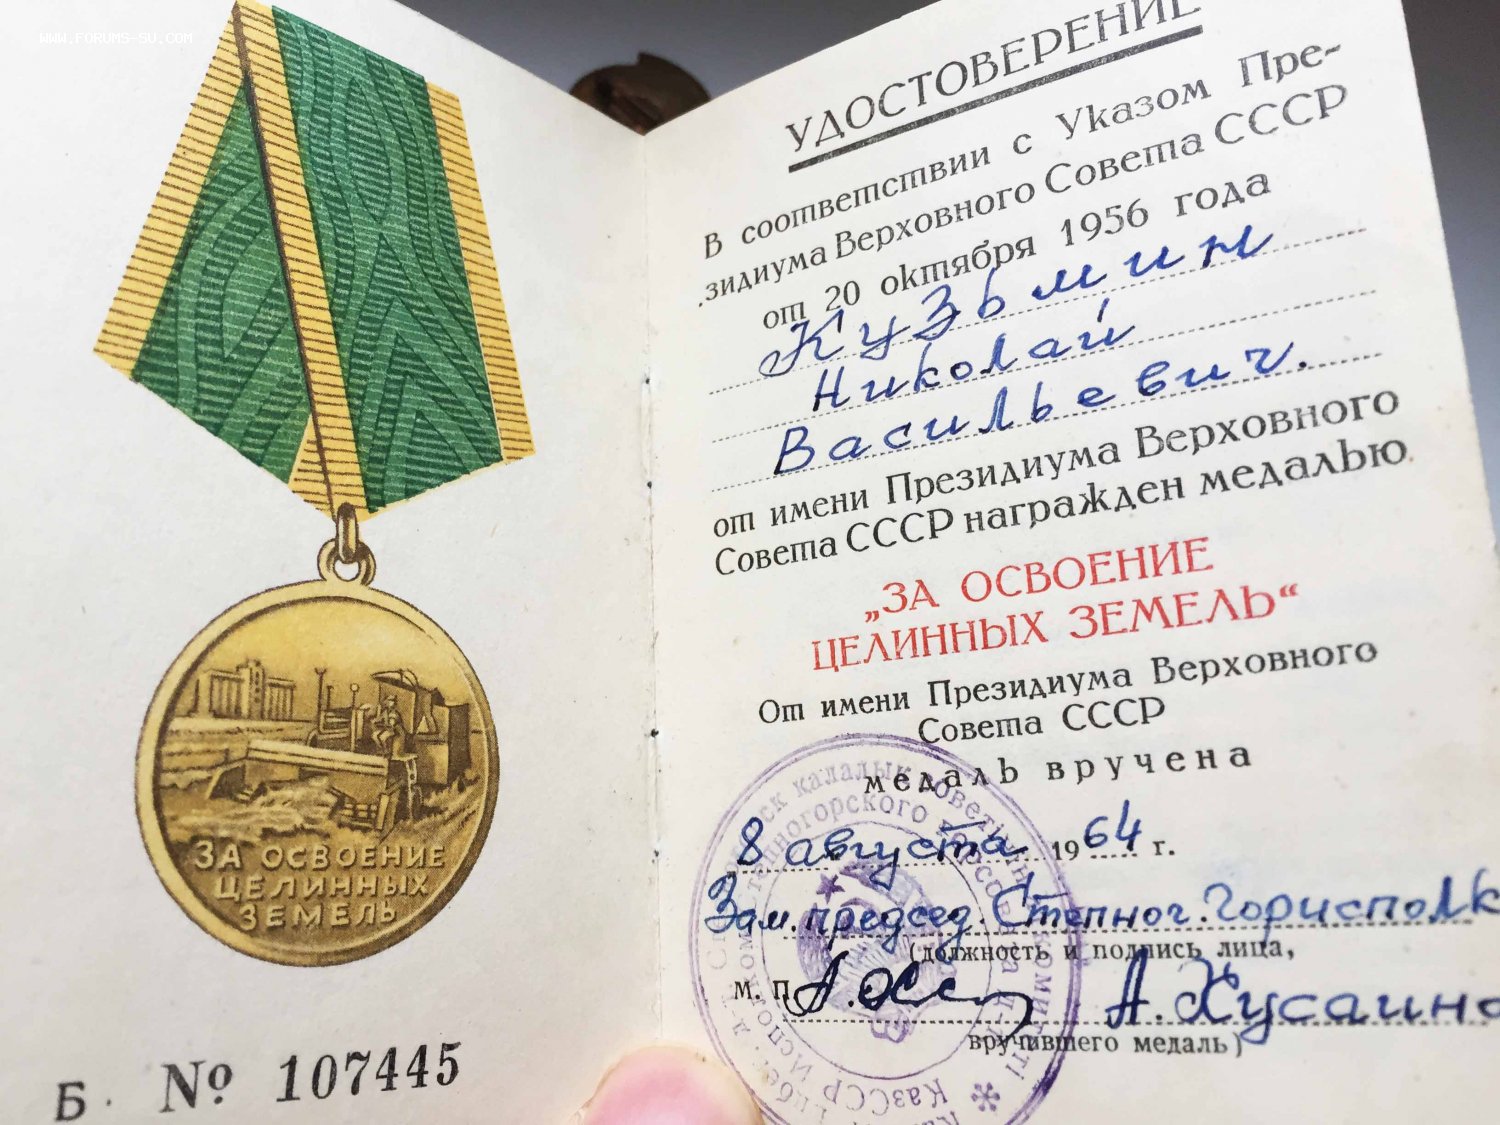 www.forums-su.com
ЗА ОСВОЕНИЕ
ЦЕЛИННЫХ
ЗЕМЕЛЬ
Б. № 107445
УДОСТОВЕРЕНИЕ
В соответствии с Указом Пре-
зидиума Верховного Совета СССР
от 20 октября 1956 года
Кузьмин
Николай
Васильевич.
от имени Президиума Верховного
Совета СССР награжден медалью
„ЗА ОСВОЕНИЕ
ЦЕЛИННЫХ ЗЕМЕЛЬ“
От имени Президиума Верховного
Совета СССР
медаль вручена
8 августа 1964 г.
Зам. председ. Степног. горисполк
(должность и подпись лица,
м. п. А. Хусаино
вручившего медаль)
КазССР